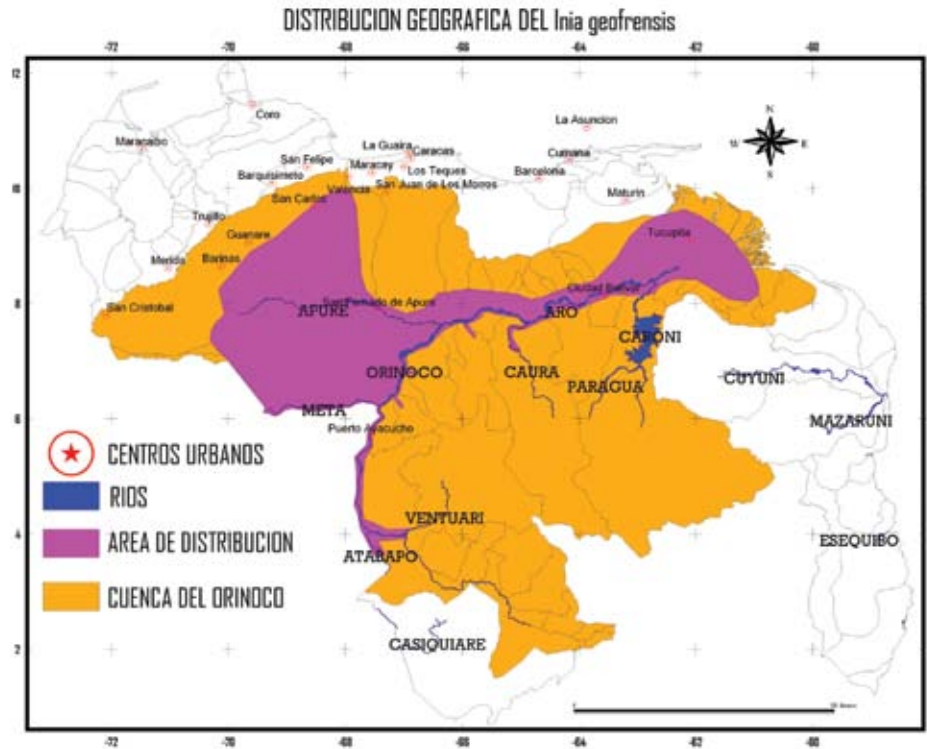 DISTRIBUCION GEOGRAFICA DEL Inia geofrensis
-72 -70 -68 -66 -64 -62 -60
12
Coro
La Asuncion
N
Maracaibo
La Guaira
Caracas
Cumana
W E
San Felipe
Maracay
Los Teques
Barcelona
S
Barquisimeto
San Juan de Los Morros
10
Valencia
San Carlos
Maturin
Trujillo
Guanare
Tucupita
Merida
Barinas
Ciudad Bolivar
8
San Cristobal
San Fernado de Apure
APURE
ARO
CARONI
ORINOCO
CAURA
PARAGUA
CUYUNI
META
MAZARUNI
6
Puerto Ayacucho
CENTROS URBANOS
RIOS
VENTUARI
AREA DE DISTRIBUCION
4
ATABAPO
ESEQUIBO
CUENCA DEL ORINOCO
CASIQUIARE
2
-72 -70 -68 -66 -64 -62 -60